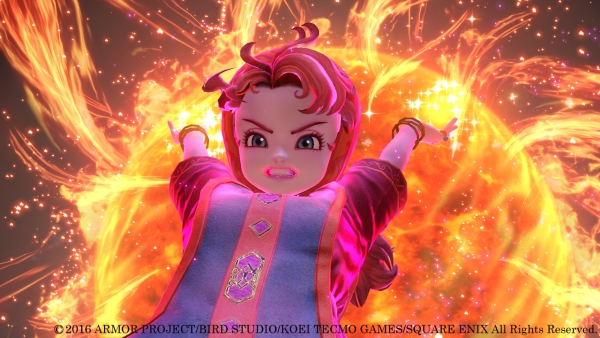 ©2016 ARMOR PROJECT/BIRD STUDIO/KOEI TECMO GAMES/SQUARE ENIX All Rights Reserved.